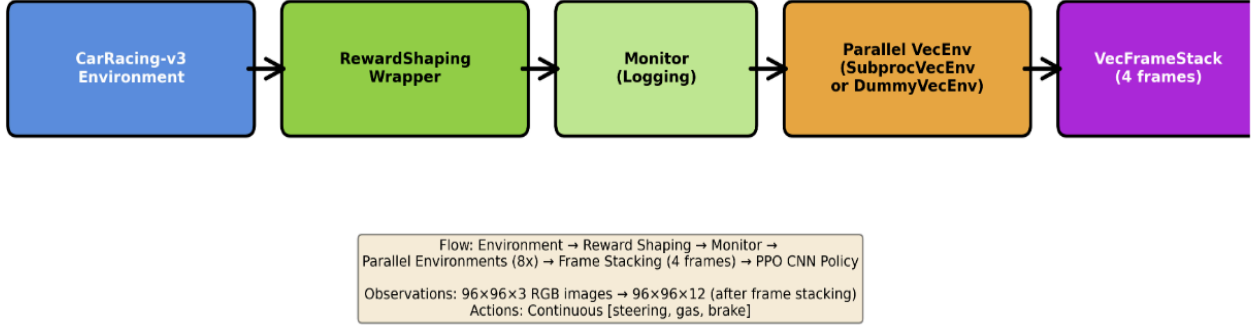 CarRacing-v3
Environment
RewardShaping
Wrapper
Monitor
(Logging)
Parallel VecEnv
(SubprocVecEnv
or DummyVecEnv)
VecFrameStack
(4 frames)
Flow: Environment → Reward Shaping → Monitor →
Parallel Environments (8x) → Frame Stacking (4 frames) → PPO CNN Policy
Observations: 96×96×3 RGB images → 96×96×12 (after frame stacking)
Actions: Continuous [steering, gas, brake]